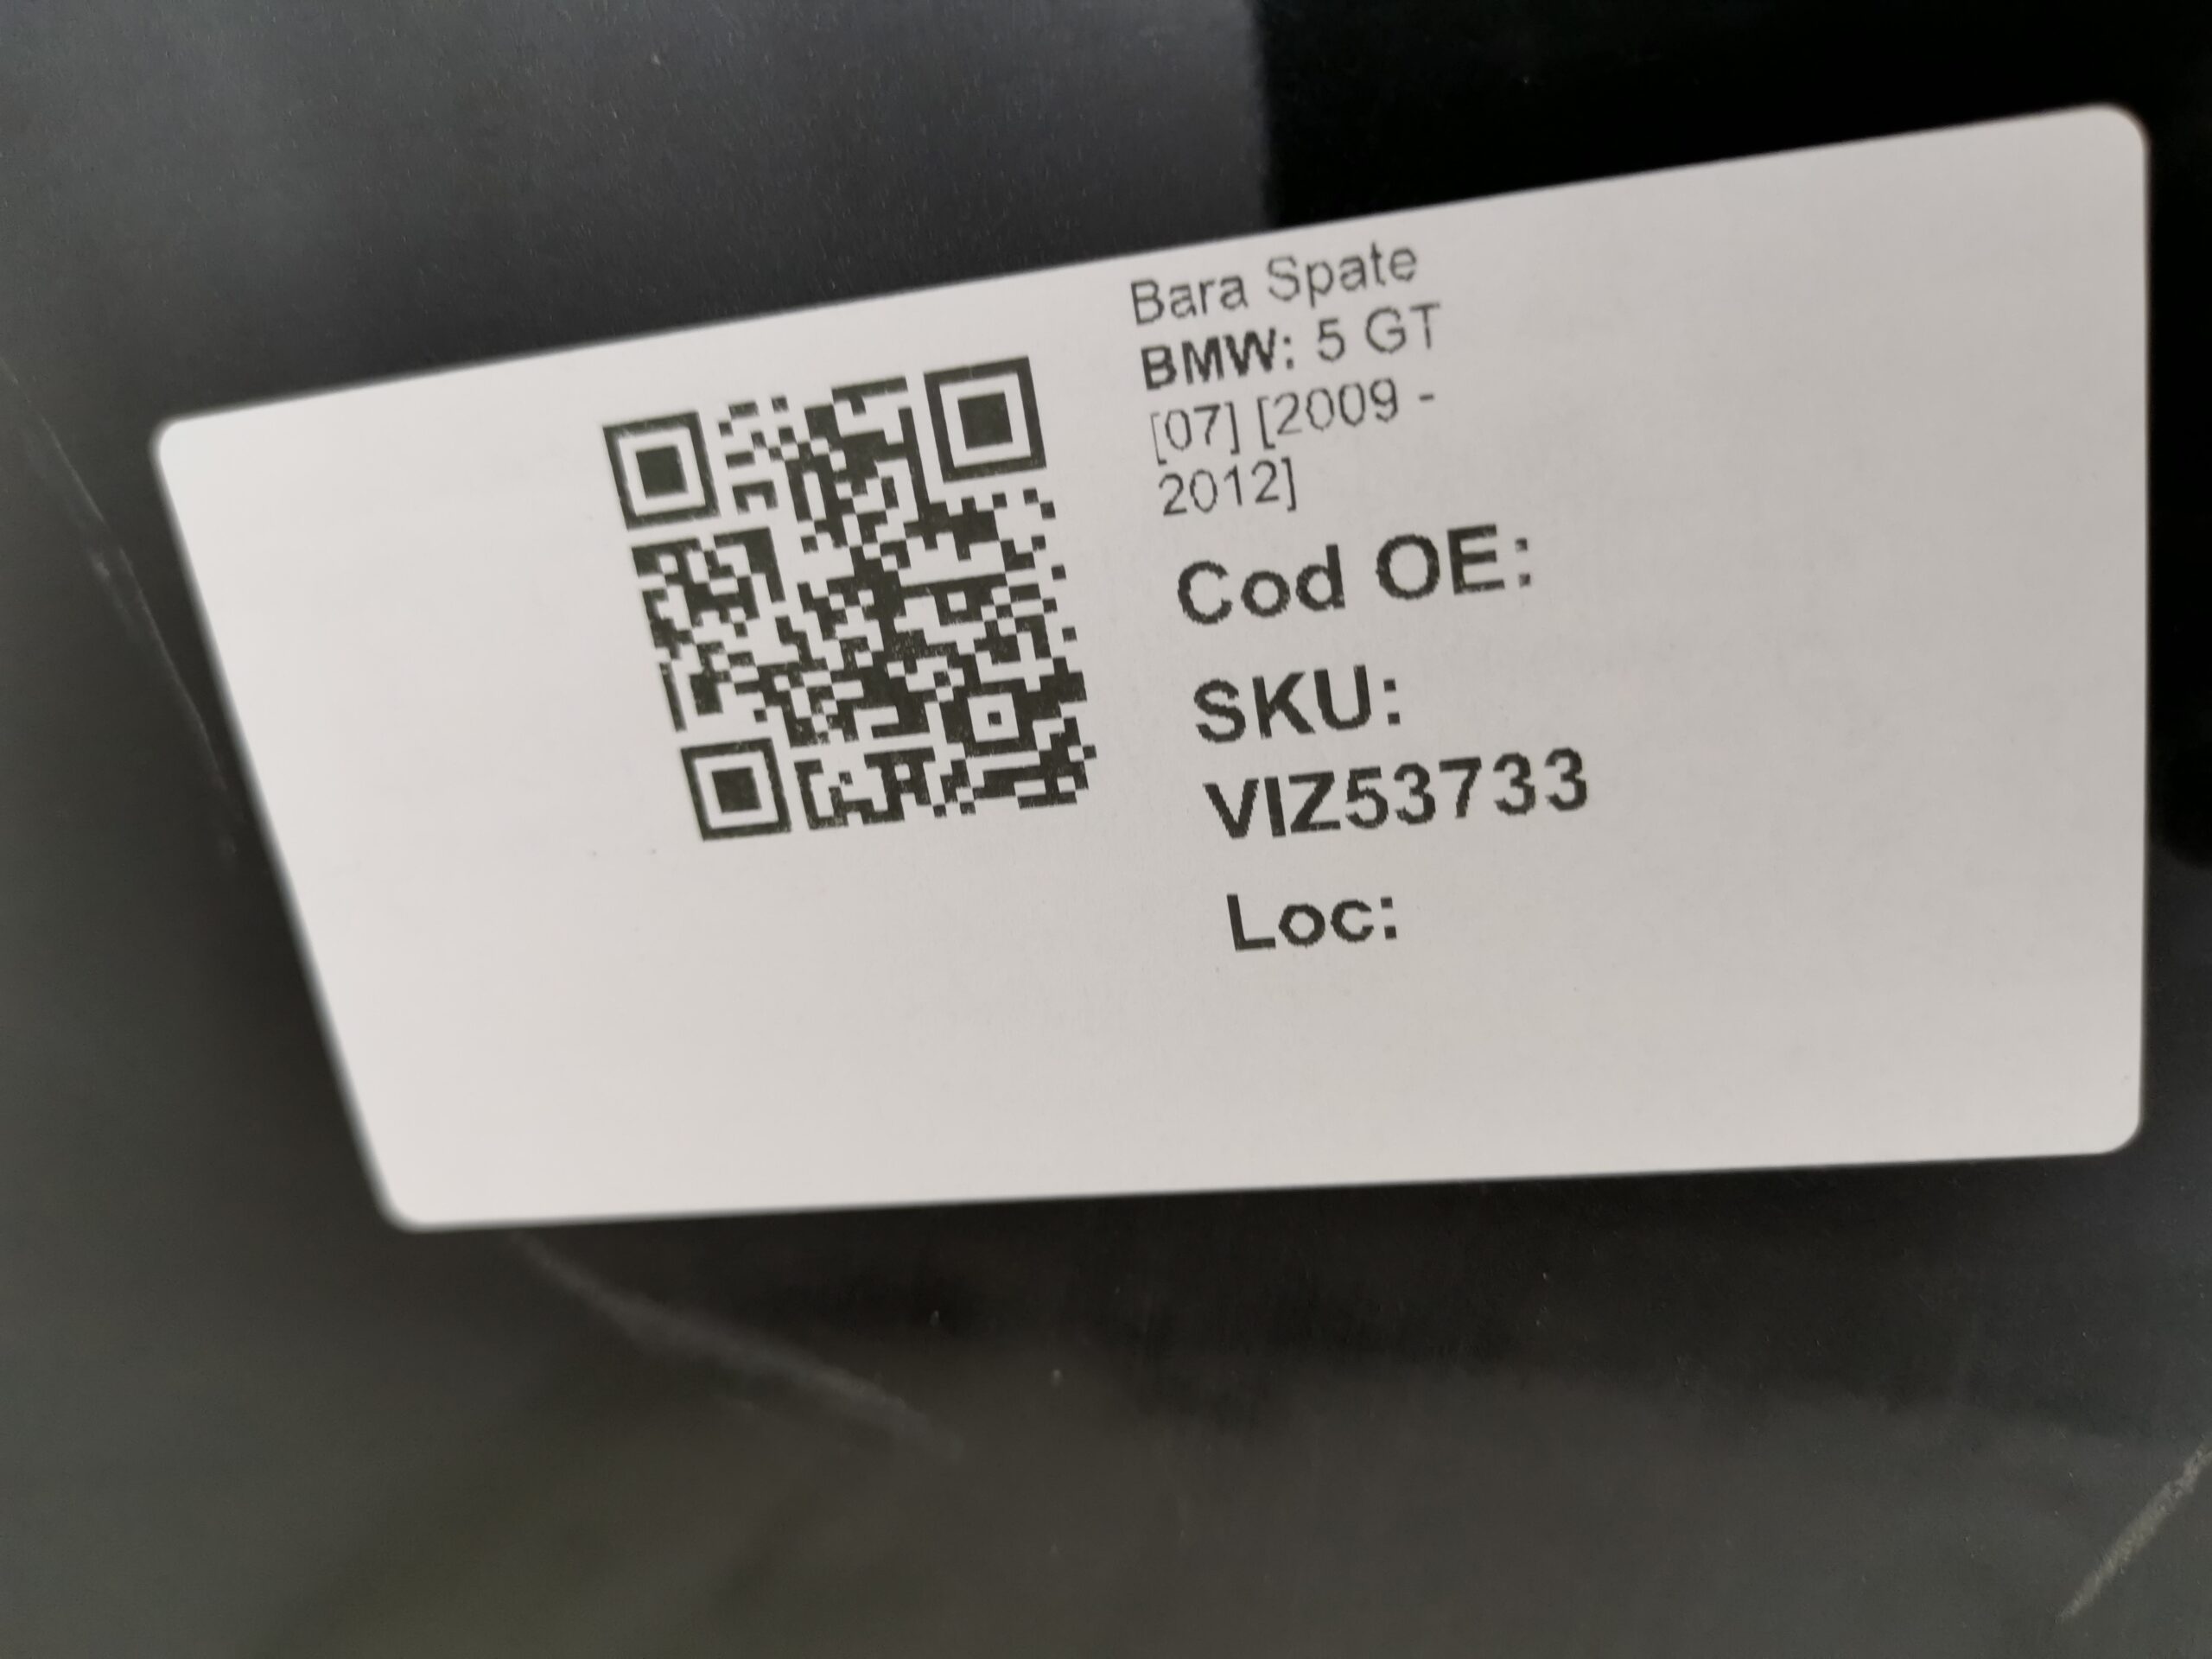 Bara Spate
BMW: 5 GT
[07] [2009 -
2012]
Cod OE:
SKU:
VIZ53733
Loc: